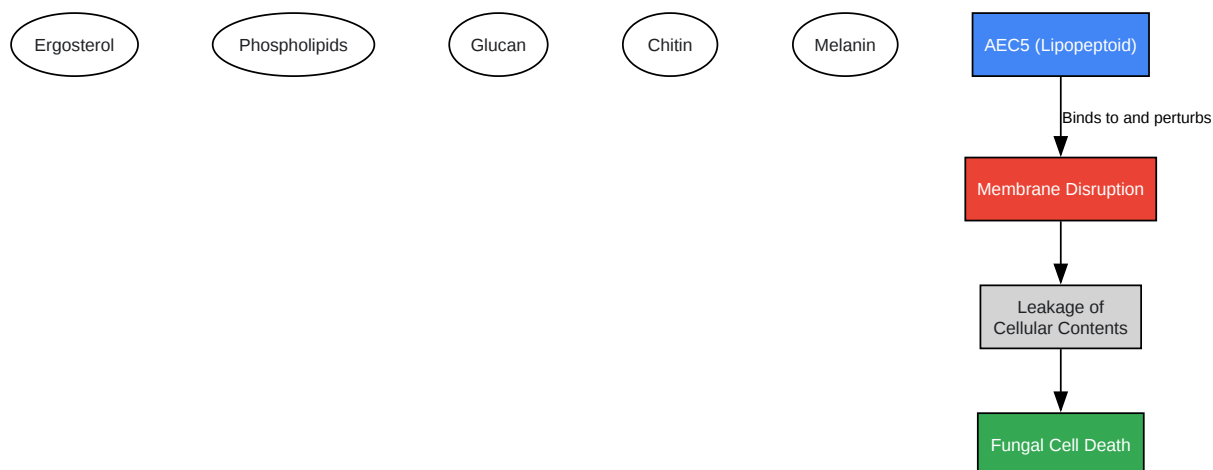 Ergosterol
Phospholipids
Glucan
Chitin
Melanin
AEC5 (Lipopeptoid)
Binds to and perturbs
Membrane Disruption
Leakage of
Cellular Contents
Fungal Cell Death